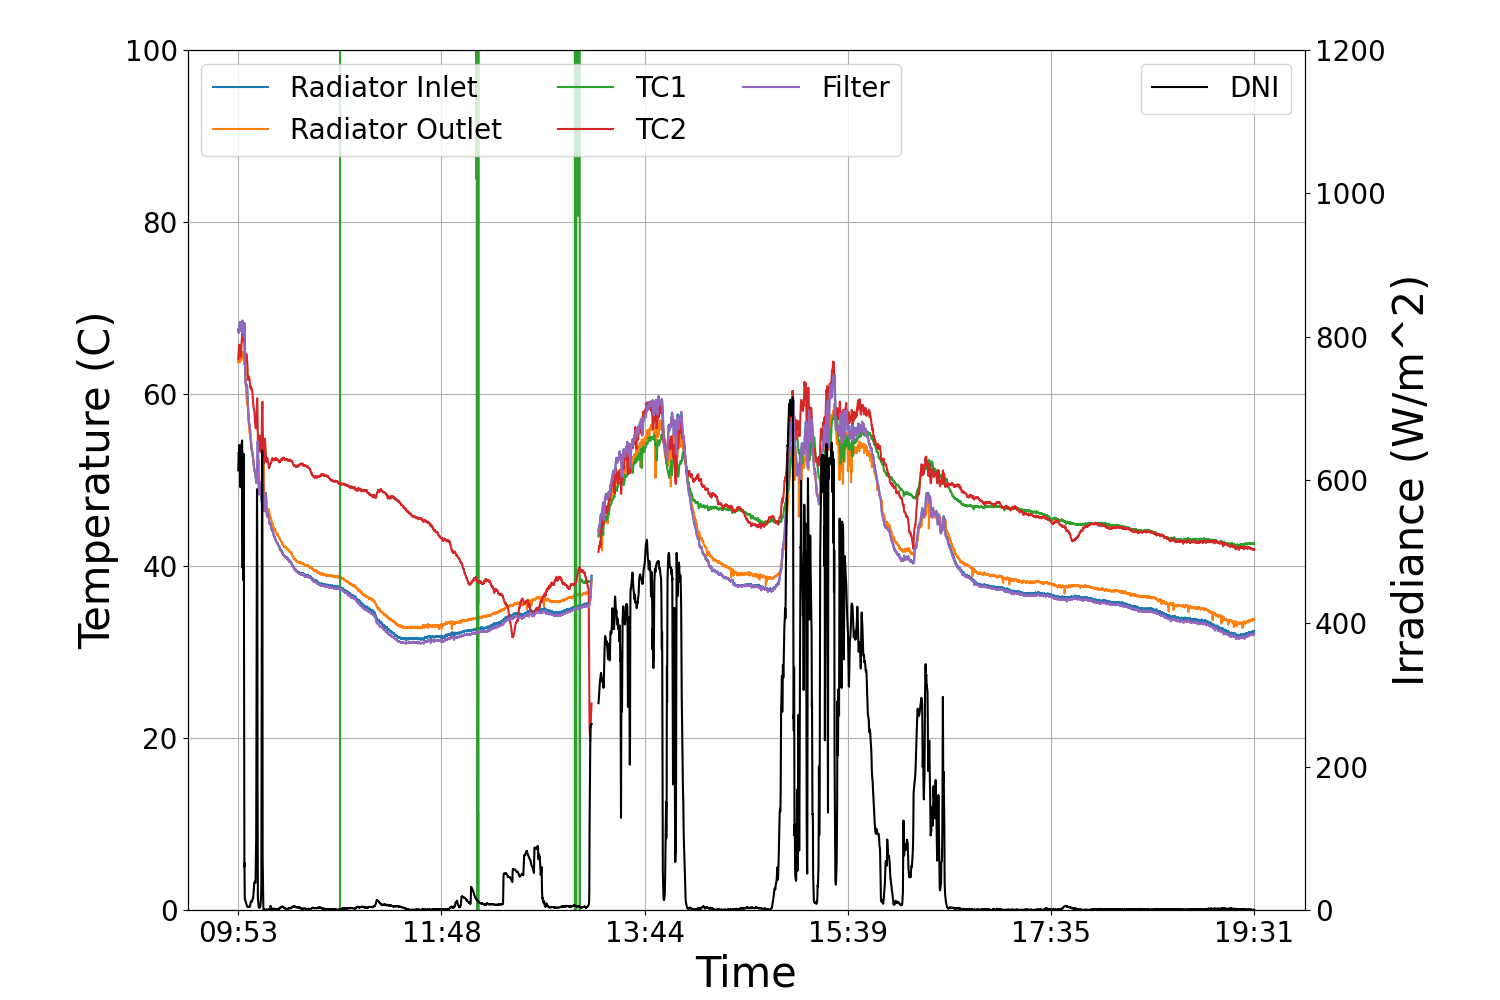 100
80
60
40
20
0
Temperature (C)
Radiator Inlet
Radiator Outlet
TC1
TC2
Filter
DNI
1200
1000
800
600
400
200
0
Irradiance (W/m^2)
09:53
11:48
13:44
15:39
17:35
19:31
Time